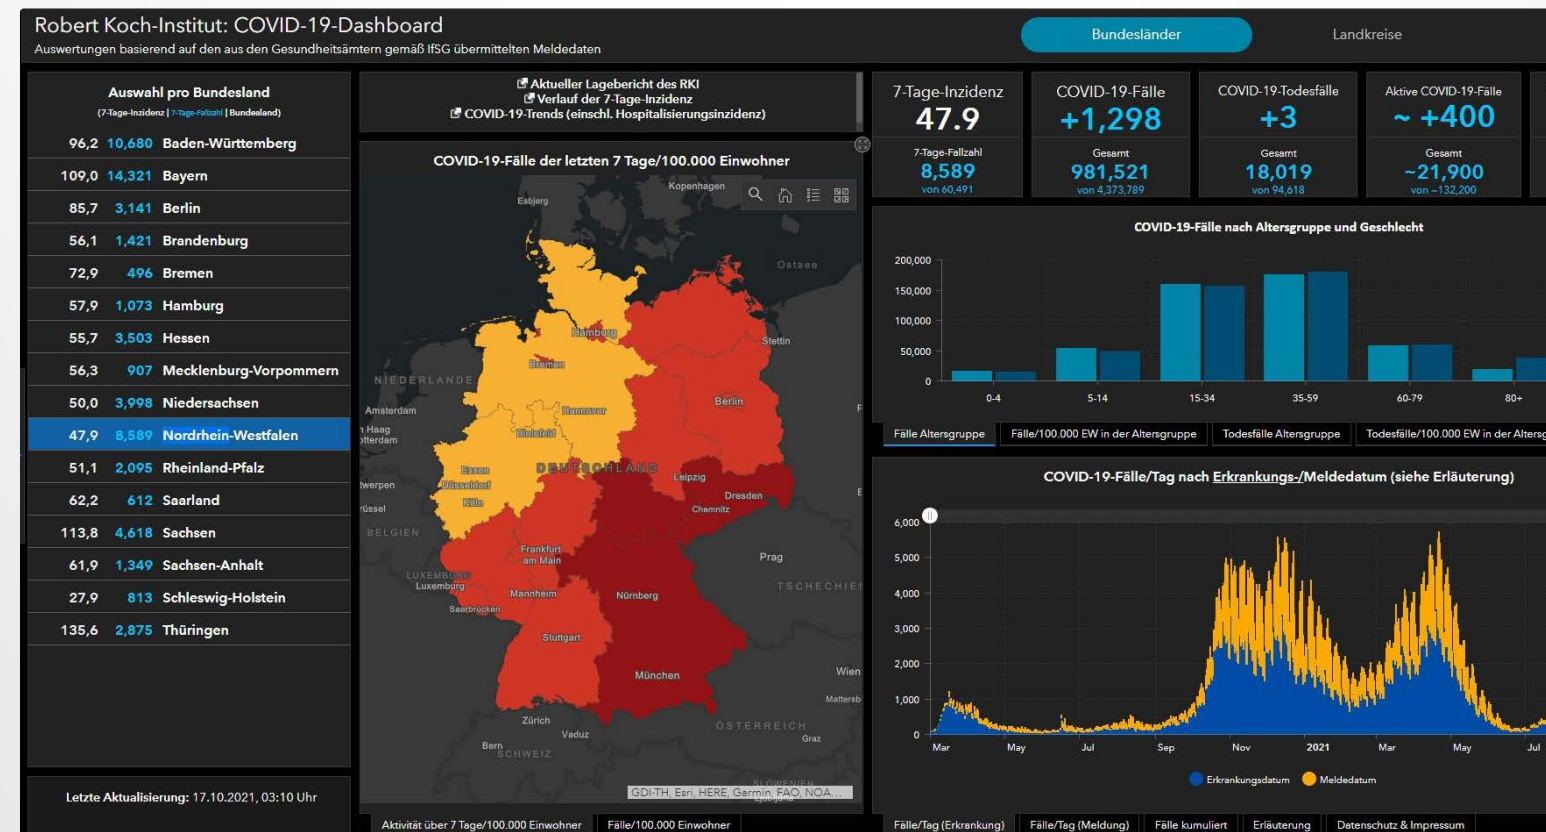 Robert Koch-Institut: COVID-19-Dashboard
Auswertungen basierend auf den aus den Gesundheitsämtern gemäß IfSG übermittelten Meldedaten
Bundesländer
Landkreise
Auswahl pro Bundesland
(7-Tage-Inzidenz | 7-Tage-Fallzahl | Bundesland)
96,2 10,680 Baden-Württemberg
109,0 14,321 Bayern
85,7 3,141 Berlin
56,1 1,421 Brandenburg
72,9 496 Bremen
57,9 1,073 Hamburg
55,7 3,503 Hessen
56,3 907 Mecklenburg-Vorpommern
50,0 3,998 Niedersachsen
47,9 8,589 Nordrhein-Westfalen
51,1 2,095 Rheinland-Pfalz
62,2 612 Saarland
113,8 4,618 Sachsen
61,9 1,349 Sachsen-Anhalt
27,9 813 Schleswig-Holstein
135,6 2,875 Thüringen
Letzte Aktualisierung: 17.10.2021, 03:10 Uhr
Aktueller Lagebericht des RKI
Verlauf der 7-Tage-Inzidenz
COVID-19-Trends (einschl. Hospitalisierungsinzidenz)
COVID-19-Fälle der letzten 7 Tage/100.000 Einwohner
Kopenhagen
Esbjerg
Ostsee
Hamburg
Stettin
Bremen
NIEDERLANDE
Berlin
Amsterdam
Hannover
n Haag
otterdam
Bielefeld
Essen
DEUTSCHLAND
Leipzig
twerpen
Düsseldorf
Dresden
Köln
Chemnitz
rüssel
BELGIEN
Frankfurt
am Main
Prag
LUXEMBURG
Luxemburg
Mannheim
Nürnberg
TSCHECHIE
Saarbrücken
Stuttgart
München
Wien
Mattersb
Zürich
Vaduz
ÖSTERREICH
Graz
Bern
SCHWEIZ
SLOWENIEN
Ljubljana
GDI-TH, Esri, HERE, Garmin, FAO, NOA...
Aktivität über 7 Tage/100.000 Einwohner
Fälle/100.000 Einwohner
7-Tage-Inzidenz
47.9
7-Tage-Fallzahl
8,589
von 60,491
COVID-19-Fälle
+1,298
Gesamt
981,521
von 4,373,789
COVID-19-Todesfälle
+3
Gesamt
18,019
von 94,618
Aktive COVID-19-Fälle
~ +400
Gesamt
~21,900
von ~132,200
COVID-19-Fälle nach Altersgruppe und Geschlecht
200,000
150,000
100,000
50,000
0
0-4 5-14 15-34 35-59 60-79 80+
Fälle Altersgruppe
Fälle/100.000 EW in der Altersgruppe
Todesfälle Altersgruppe
Todesfälle/100.000 EW in der Altersg
COVID-19-Fälle/Tag nach Erkrankungs-/Meldedatum (siehe Erläuterung)
6,000
5,000
4,000
3,000
2,000
1,000
0
Mar May Jul Sep Nov 2021 Mar May Jul
Erkrankungsdatum Meldedatum
Fälle/Tag (Erkrankung)
Fälle/Tag (Meldung)
Fälle kumuliert
Erläuterung
Datenschutz & Impressum